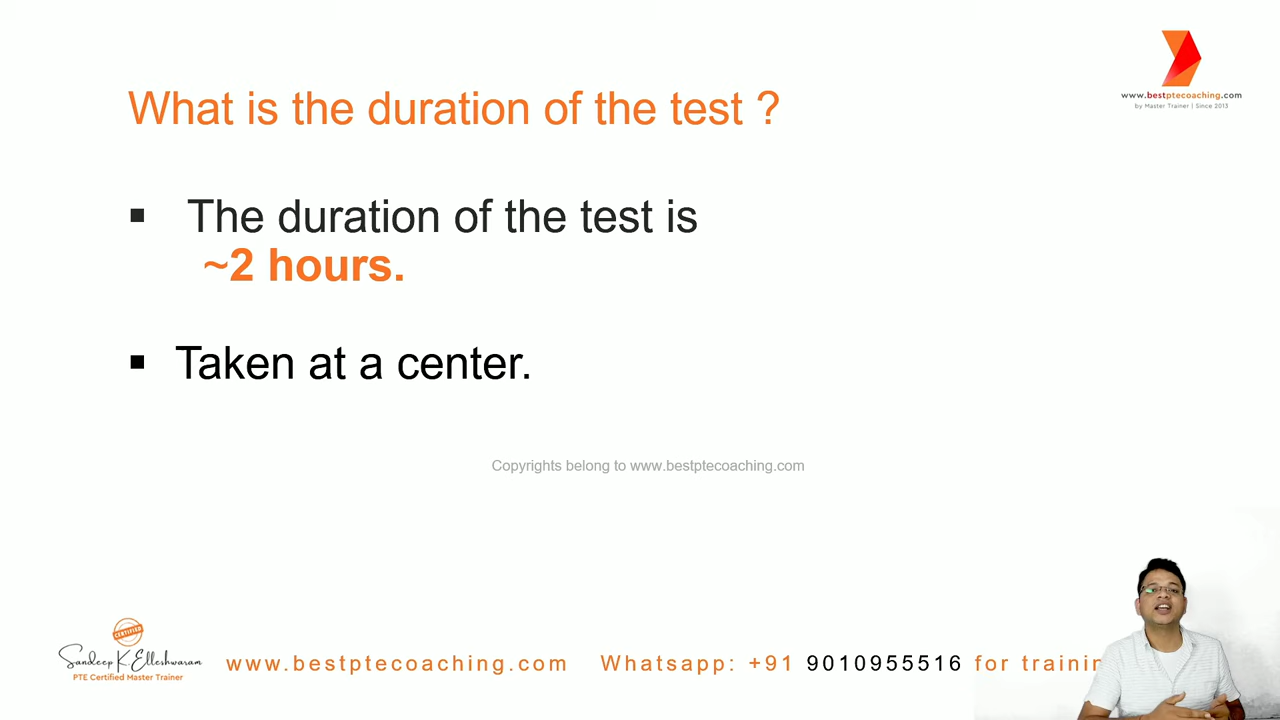 www.bestptecoaching.com
by Master Trainer | Since 2013
What is the duration of the test ?
▪ The duration of the test is
~2 hours.
▪ Taken at a center.
Copyrights belong to www.bestptecoaching.com
CERTIFIED
Sandeep K Elleshwaram
PTE Certified Master Trainer
www.bestptecoaching.com Whatsapp: +91 9010955516 for trainin